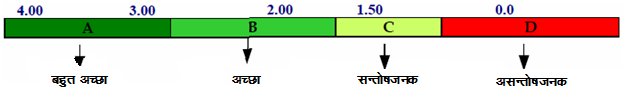 4.00 3.00 2.00 1.50 0.0
A B C D
बहुत अच्छा अच्छा सन्तोषजनक असन्तोषजनक